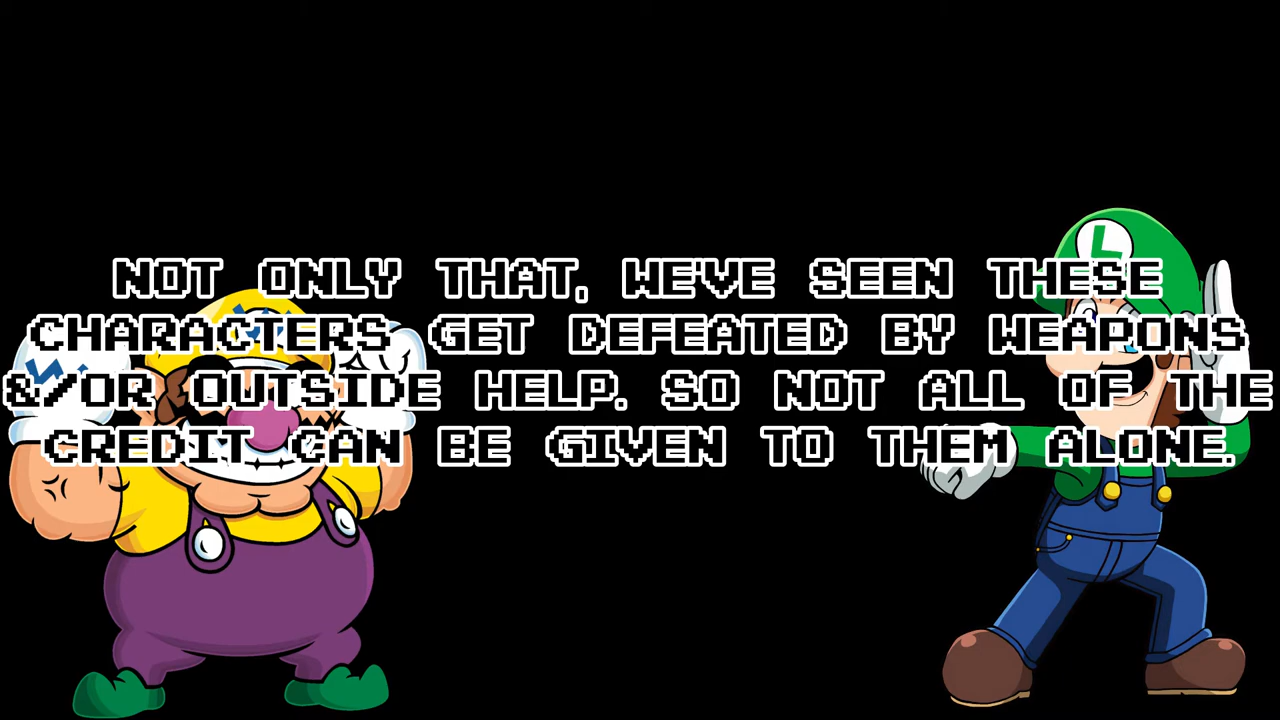 NOT ONLY THAT, WE'VE SEEN THESE
CHARACTERS GET DEFEATED BY WEAPONS
&/OR OUTSIDE HELP. SO NOT ALL OF THE
CREDIT CAN BE GIVEN TO THEM ALONE.
L
W
W